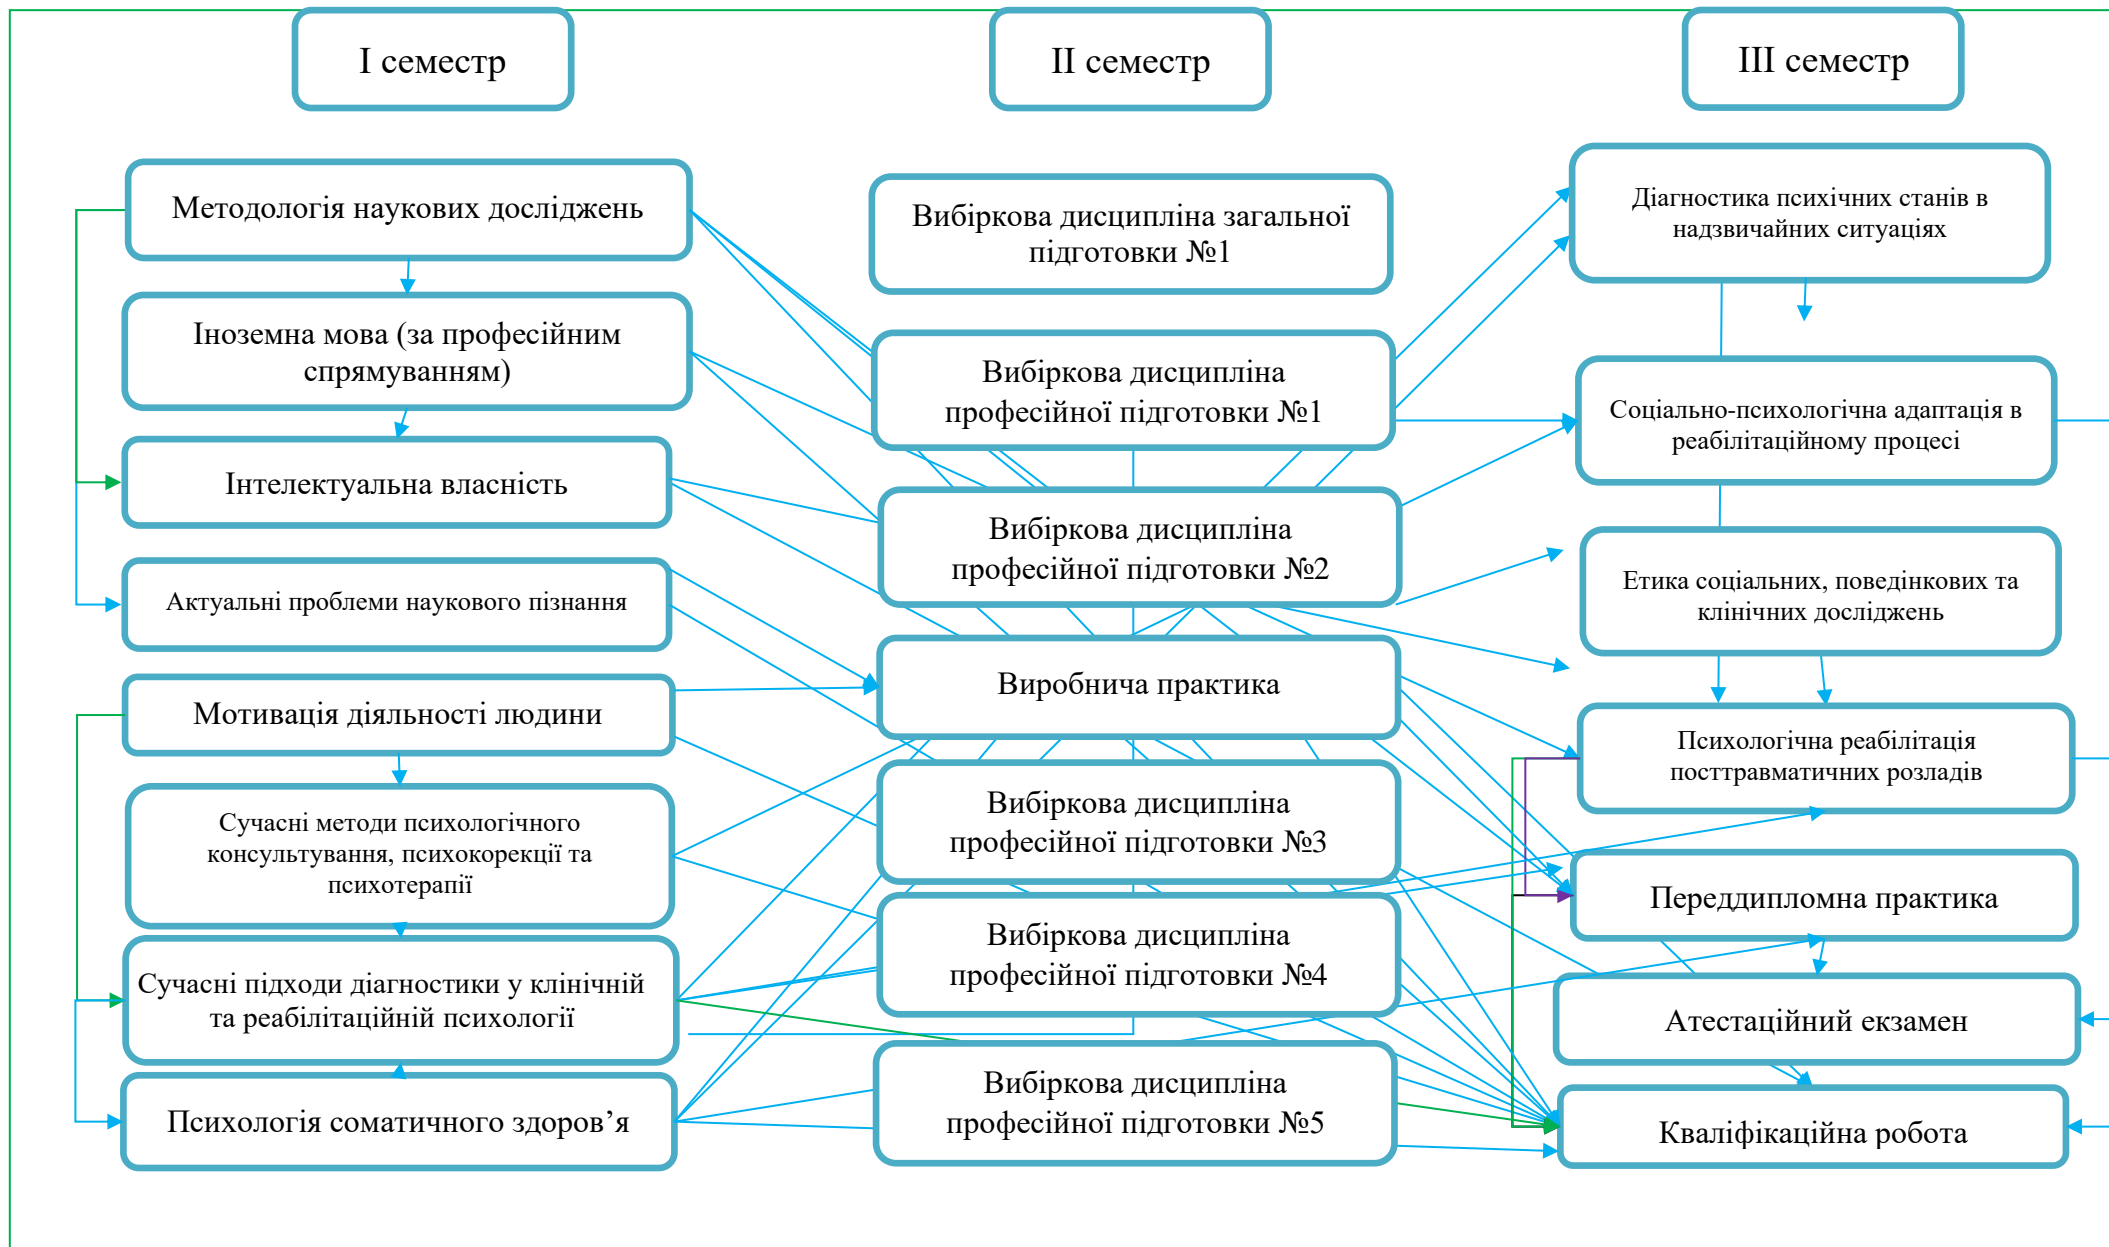 І семестр
ІІ семестр
ІІІ семестр
Методологія наукових досліджень
Іноземна мова (за професійним
спрямуванням)
Інтелектуальна власність
Актуальні проблеми наукового пізнання
Мотивація діяльності людини
Сучасні методи психологічного
консультування, психокорекції та
психотерапії
Сучасні підходи діагностики у клінічній
та реабілітаційній психології
Психологія соматичного здоров’я
Вибіркова дисципліна загальної
підготовки №1
Вибіркова дисципліна
професійної підготовки №1
Вибіркова дисципліна
професійної підготовки №2
Виробнича практика
Вибіркова дисципліна
професійної підготовки №3
Вибіркова дисципліна
професійної підготовки №4
Вибіркова дисципліна
професійної підготовки №5
Діагностика психічних станів в
надзвичайних ситуаціях
Соціально-психологічна адаптація в
реабілітаційному процесі
Етика соціальних, поведінкових та
клінічних досліджень
Психологічна реабілітація
посттравматичних розладів
Переддипломна практика
Атестаційний екзамен
Кваліфікаційна робота